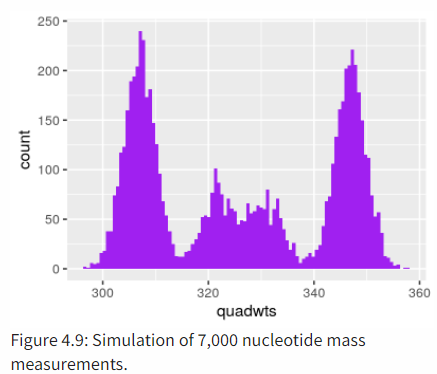 250
200
150
100
50
0
count
300
320
340
360
quadwts
Figure 4.9: Simulation of 7,000 nucleotide mass
measurements.